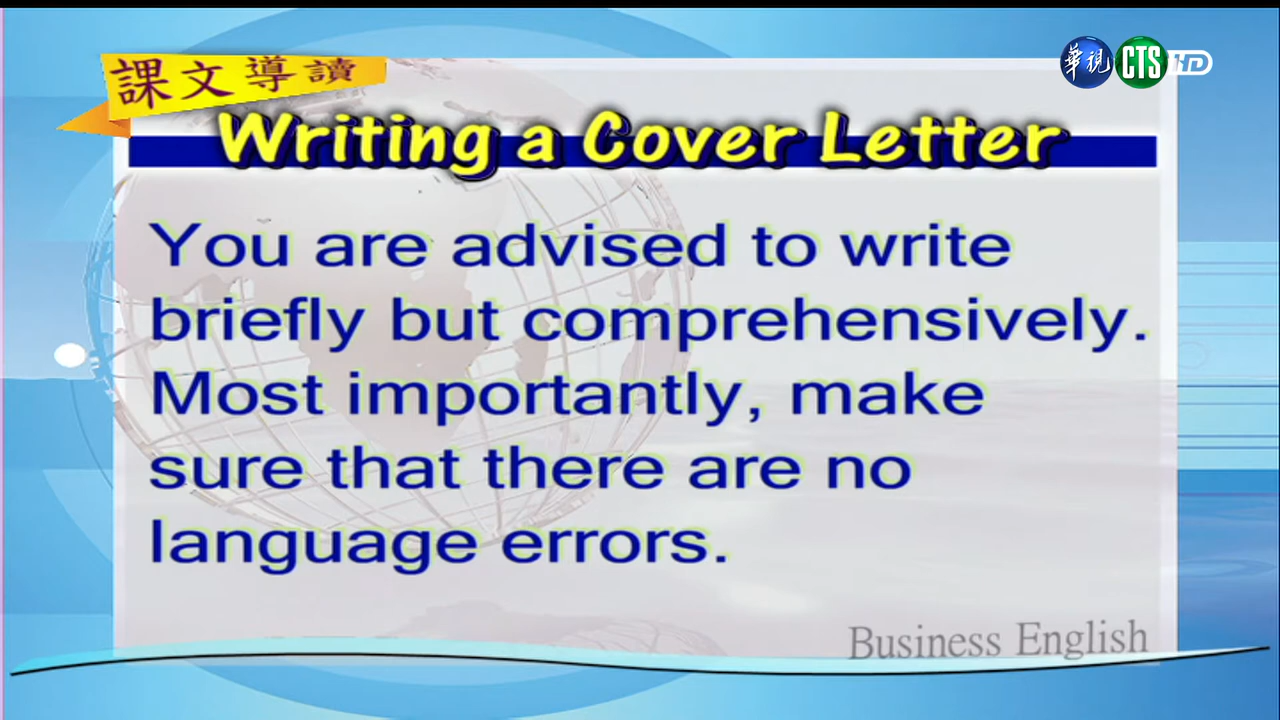 課文導讀
華視 CTS HD
Writing a Cover Letter
You are advised to write
briefly but comprehensively.
Most importantly, make
sure that there are no
language errors.
Business English